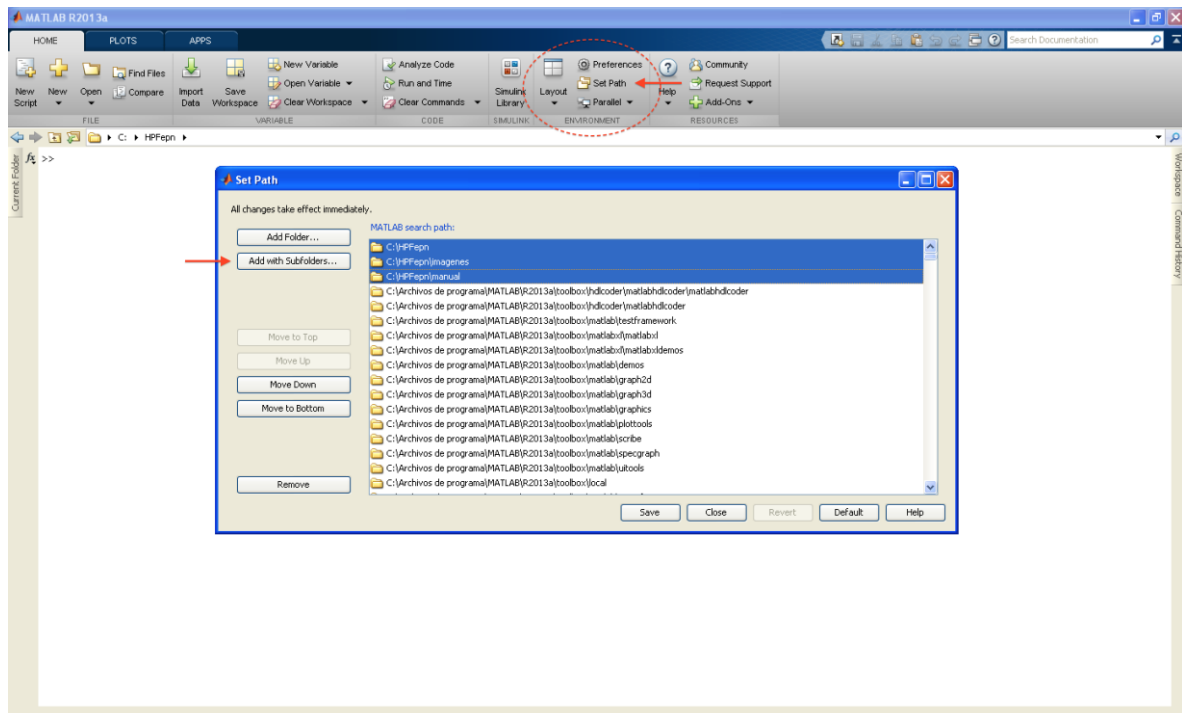 MATLAB R2013a
HOME PLOTS APPS
Search Documentation
New Script
New
Open
Find Files
Compare
Import Data
Save Workspace
New Variable
Open Variable
Clear Workspace
Analyze Code
Run and Time
Clear Commands
Simulink Library
Layout
Preferences
Set Path
Parallel
Help
Community
Request Support
Add-Ons
FILE VARIABLE CODE SIMULINK ENVIRONMENT RESOURCES
C: HPFepn
Current Folder
fx >>
Workspace
Command History
Set Path
All changes take effect immediately.
MATLAB search path:
Add Folder...
Add with Subfolders...
Move to Top
Move Up
Move Down
Move to Bottom
Remove
C:\HPFepn
C:\HPFepn\imagenes
C:\HPFepn\manual
C:\Archivos de programa\MATLAB\R2013a\toolbox\hdlcoder\matlabhdlcoder\matlabhdlcoder
C:\Archivos de programa\MATLAB\R2013a\toolbox\hdlcoder\matlabhdlcoder
C:\Archivos de programa\MATLAB\R2013a\toolbox\matlab\testframework
C:\Archivos de programa\MATLAB\R2013a\toolbox\matlabxl\matlabxl
C:\Archivos de programa\MATLAB\R2013a\toolbox\matlabxl\matlabxldemos
C:\Archivos de programa\MATLAB\R2013a\toolbox\matlab\demos
C:\Archivos de programa\MATLAB\R2013a\toolbox\matlab\graph2d
C:\Archivos de programa\MATLAB\R2013a\toolbox\matlab\graph3d
C:\Archivos de programa\MATLAB\R2013a\toolbox\matlab\graphics
C:\Archivos de programa\MATLAB\R2013a\toolbox\matlab\plottools
C:\Archivos de programa\MATLAB\R2013a\toolbox\matlab\scribe
C:\Archivos de programa\MATLAB\R2013a\toolbox\matlab\specgraph
C:\Archivos de programa\MATLAB\R2013a\toolbox\matlab\uitools
C:\Archivos de programa\MATLAB\R2013a\toolbox\local
Save Close Revert Default Help